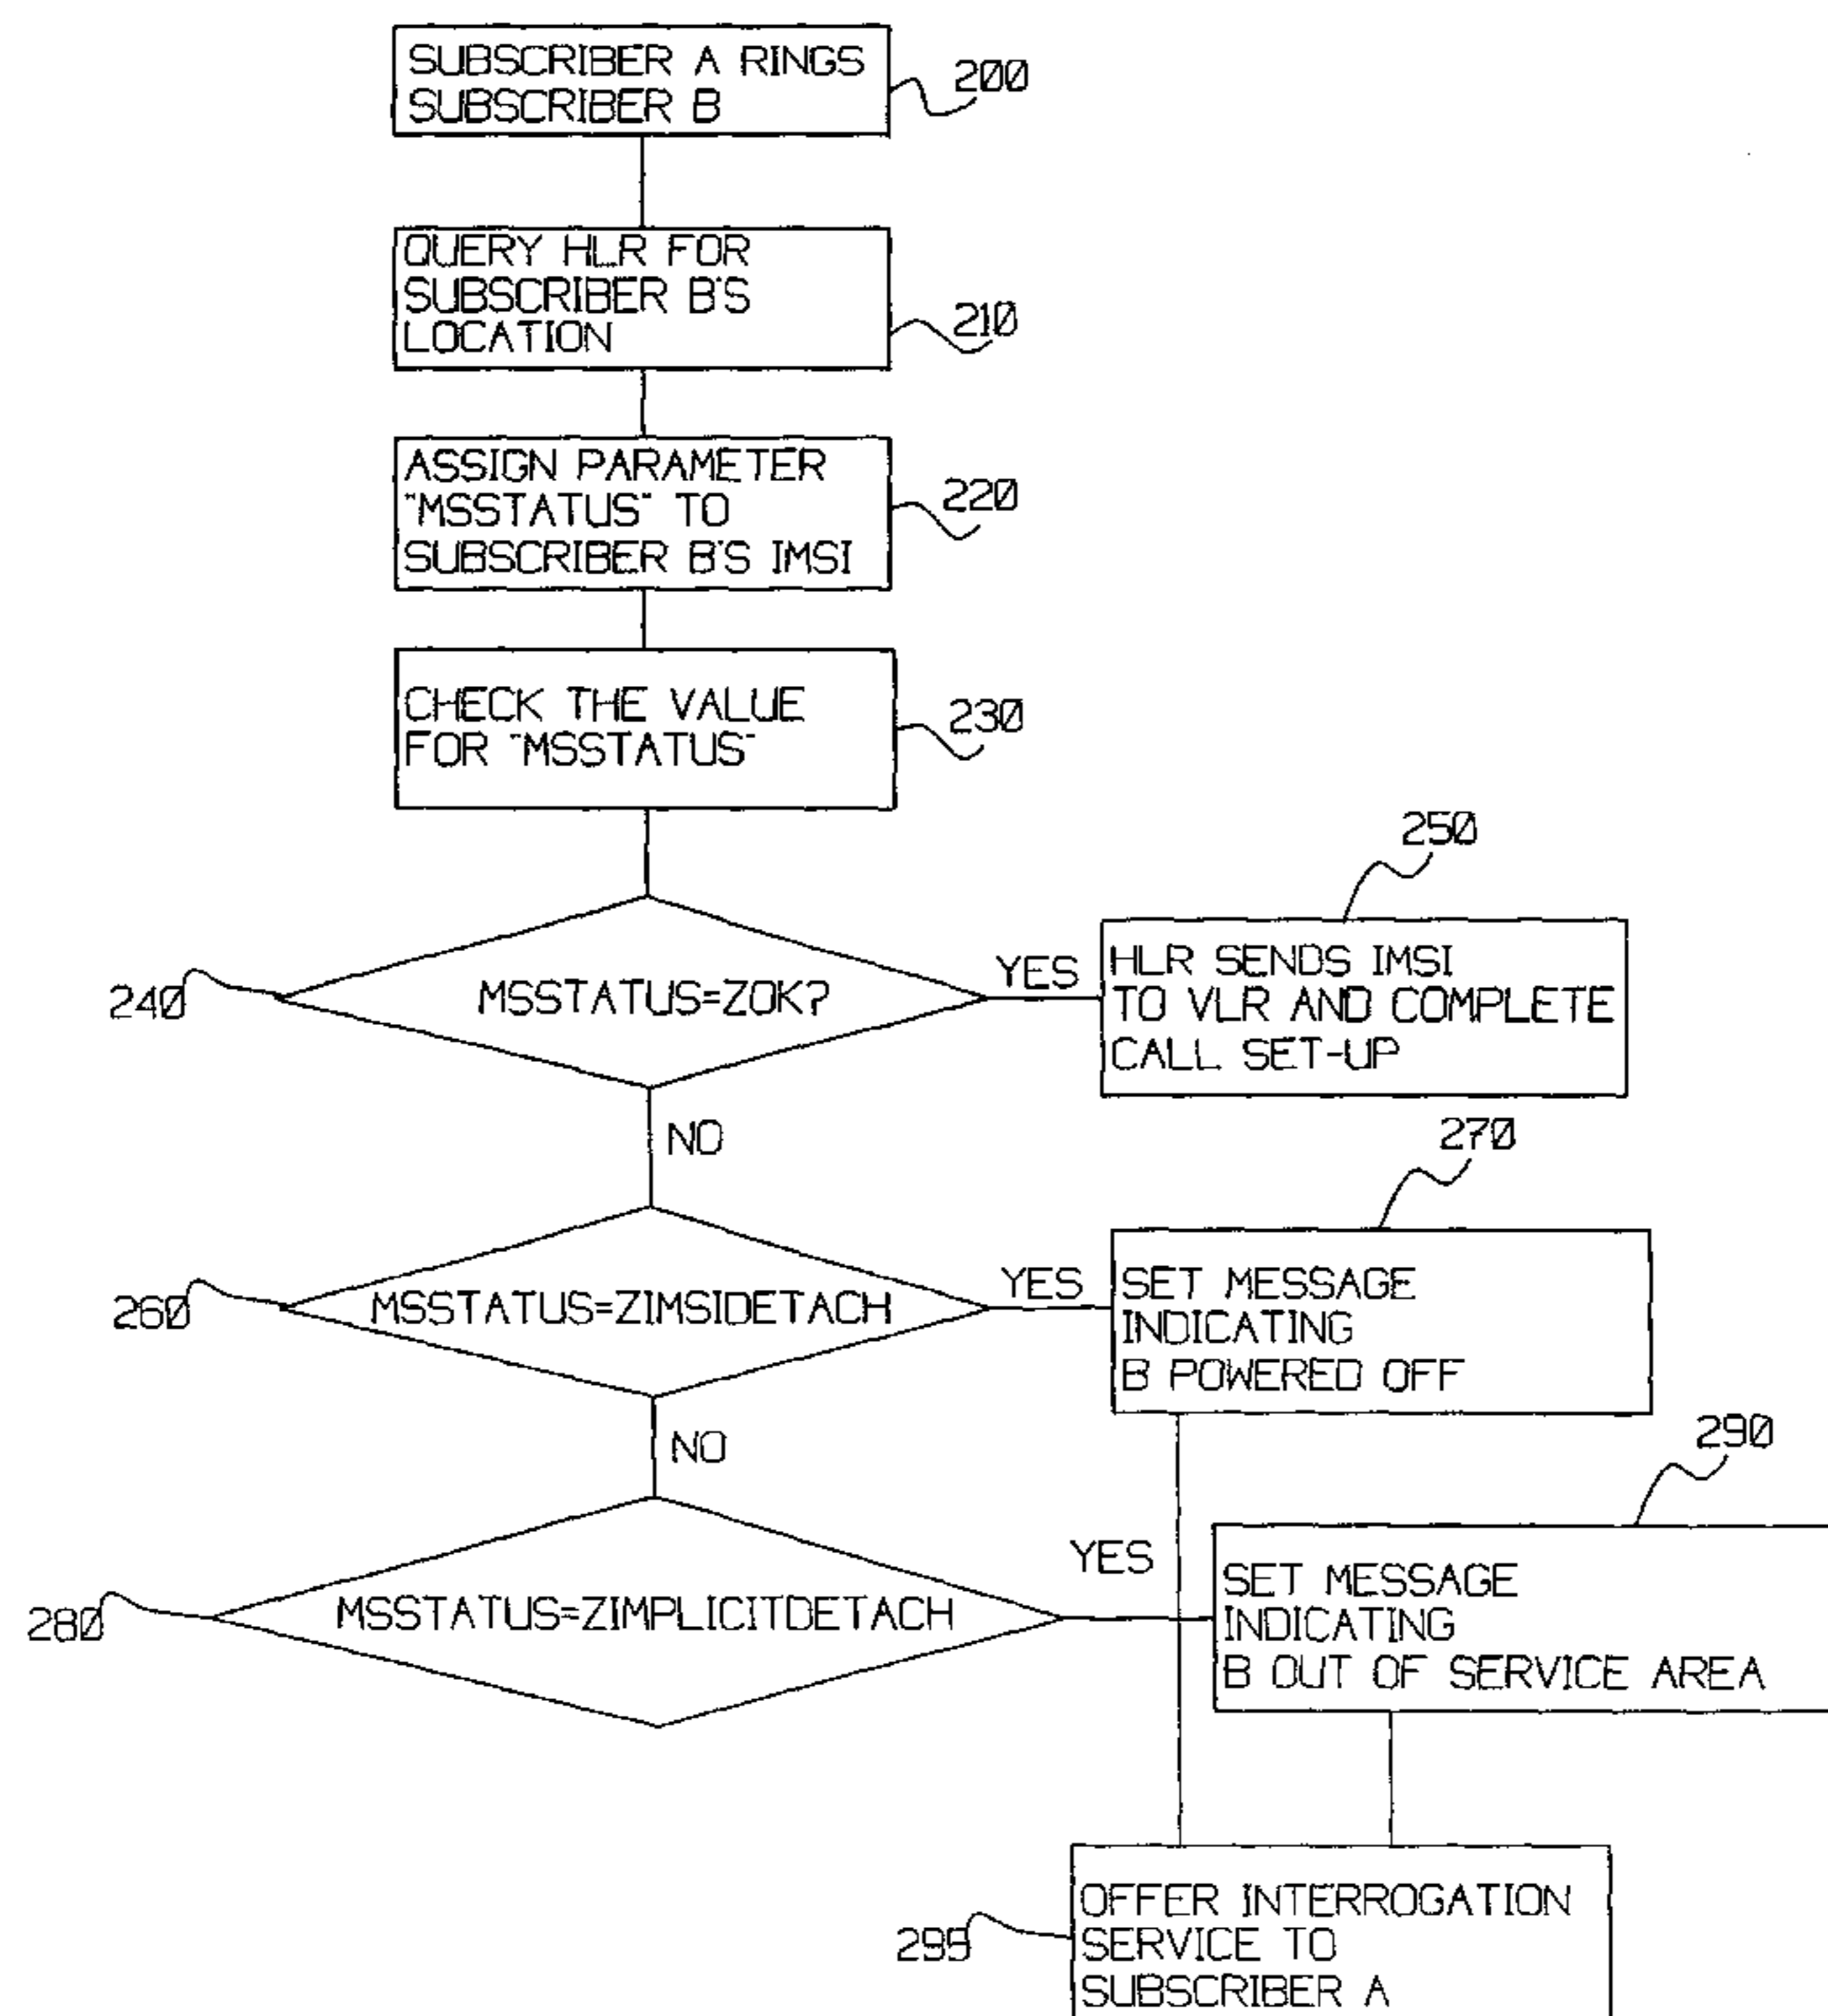 SUBSCRIBER A RINGS
SUBSCRIBER B
200
QUERY HLR FOR
SUBSCRIBER B'S
LOCATION
210
ASSIGN PARAMETER
"MSSTATUS" TO
SUBSCRIBER B'S IMSI
220
CHECK THE VALUE
FOR "MSSTATUS"
230
240
MSSTATUS=ZOK?
YES
250
HLR SENDS IMSI
TO VLR AND COMPLETE
CALL SET-UP
NO
260
MSSTATUS=ZIMSIDETACH
YES
270
SET MESSAGE
INDICATING
B POWERED OFF
NO
280
MSSTATUS=ZIMPLICITDETACH
YES
290
SET MESSAGE
INDICATING
B OUT OF SERVICE AREA
295
OFFER INTERROGATION
SERVICE TO
SUBSCRIBER A